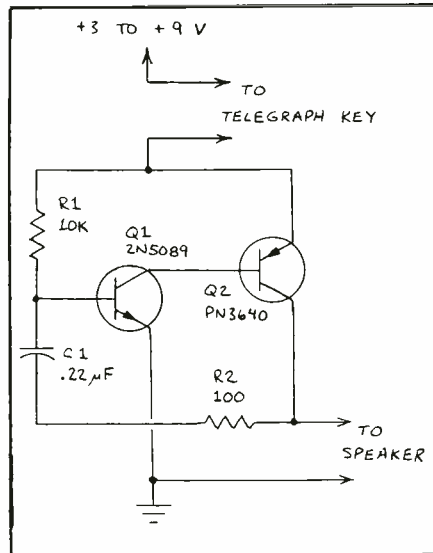 +3 TO +9 V
TO
TELEGRAPH KEY
R1
10K
Q1
2N5089
Q2
PN3640
C1
.22μF
R2
100
TO
SPEAKER